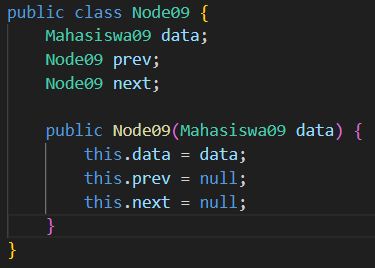 public class Node09 {
    Mahasiswa09 data;
    Node09 prev;
    Node09 next;

    public Node09(Mahasiswa09 data) {
        this.data = data;
        this.prev = null;
        this.next = null;
    }
}